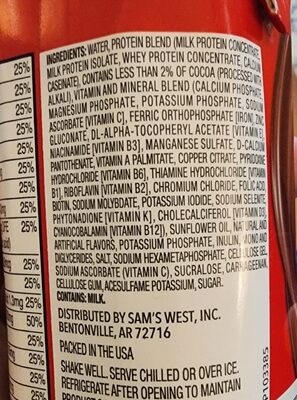 INGREDIENTS: WATER, PROTEIN BLEND (MILK PROTEIN CONCENTRATE,
MILK PROTEIN ISOLATE, WHEY PROTEIN CONCENTRATE, CALCIUM
CASEINATE), CONTAINS LESS THAN 2% OF COCOA (PROCESSED WITH
ALKALI), VITAMIN AND MINERAL BLEND (CALCIUM PHOSPHATE,
MAGNESIUM PHOSPHATE, POTASSIUM PHOSPHATE, SODIUM
ASCORBATE [VITAMIN C], FERRIC ORTHOPHOSPHATE [IRON], ZINC
GLUCONATE, DL-ALPHA-TOCOPHERYL ACETATE [VITAMIN E],
NIACINAMIDE [VITAMIN B3], MANGANESE SULFATE, D-CALCIUM
PANTOTHENATE, VITAMIN A PALMITATE, COPPER CITRATE, PYRIDOXINE
HYDROCHLORIDE [VITAMIN B6], THIAMINE HYDROCHLORIDE [VITAMIN
B1], RIBOFLAVIN [VITAMIN B2], CHROMIUM CHLORIDE, FOLIC ACID,
BIOTIN, SODIUM MOLYBDATE, POTASSIUM IODIDE, SODIUM SELENITE,
PHYTONADIONE [VITAMIN K], CHOLECALCIFEROL [VITAMIN D3],
CYANOCOBALAMIN [VITAMIN B12]), SUNFLOWER OIL, NATURAL AND
ARTIFICIAL FLAVORS, POTASSIUM PHOSPHATE, INULIN, MONO AND
DIGLYCERIDES, SALT, SODIUM HEXAMETAPHOSPHATE, CELLULOSE GEL,
SODIUM ASCORBATE (VITAMIN C), SUCRALOSE, CARRAGEENAN,
CELLULOSE GUM, ACESULFAME POTASSIUM, SUGAR.
CONTAINS: MILK.
DISTRIBUTED BY SAM'S WEST, INC.
BENTONVILLE, AR 72716
PACKED IN THE USA
SHAKE WELL. SERVE CHILLED OR OVER ICE.
REFRIGERATE AFTER OPENING TO MAINTAIN
25%
25%
25%
25%
25%
25%
25%
25%
25%
25%
25%
25%
25%
50%
25%
25%
25%
P103385